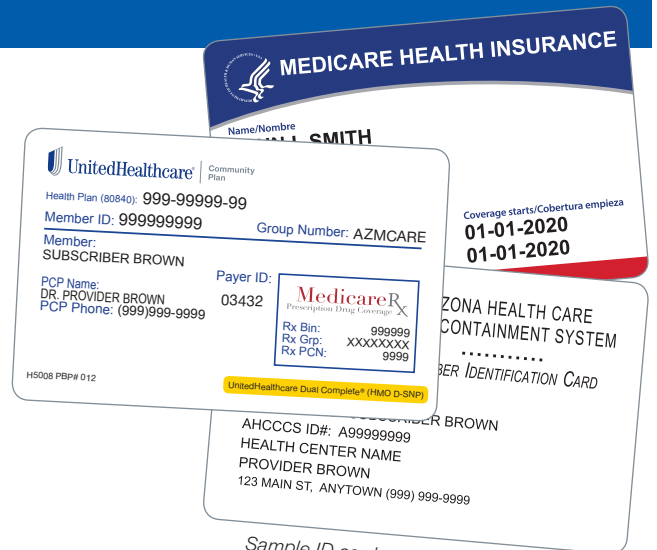 MEDICARE HEALTH INSURANCE
Name/Nombre
SMITH
Coverage starts/Cobertura empieza
01-01-2020
01-01-2020
UnitedHealthcare® Community Plan
Health Plan (80840): 999-99999-99
Member ID: 999999999 Group Number: AZMCARE
Member:
SUBSCRIBER BROWN
PCP Name:
DR. PROVIDER BROWN
PCP Phone: (999)999-9999
Payer ID:
03432
MedicareRx
Prescription Drug Coverage
Rx Bin: 999999
Rx Grp: XXXXXXXX
Rx PCN: 9999
H5008 PBP# 012
UnitedHealthcare Dual Complete® (HMO D-SNP)
ZONA HEALTH CARE
CONTAINMENT SYSTEM
...........
BER IDENTIFICATION CARD
SUBSCRIBER BROWN
AHCCCS ID#: A99999999
HEALTH CENTER NAME
PROVIDER BROWN
123 MAIN ST, ANYTOWN (999) 999-9999
Sample ID